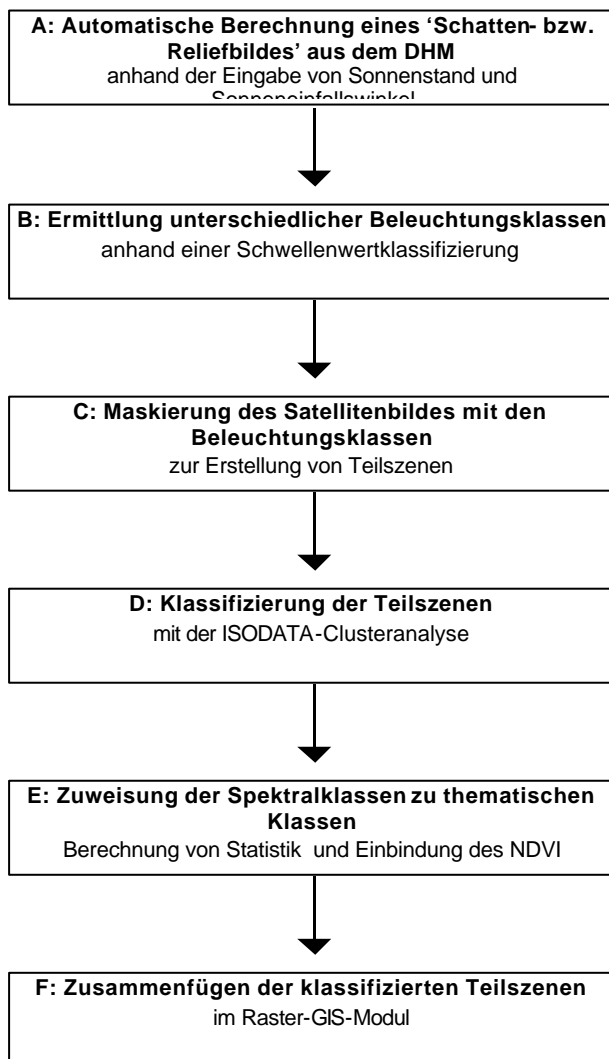 A: Automatische Berechnung eines ‘Schatten- bzw.
Reliefbildes’ aus dem DHM
anhand der Eingabe von Sonnenstand und
Sonneneinfallswinkel
B: Ermittlung unterschiedlicher Beleuchtungsklassen
anhand einer Schwellenwertklassifizierung
C: Maskierung des Satellitenbildes mit den
Beleuchtungsklassen
zur Erstellung von Teilszenen
D: Klassifizierung der Teilszenen
mit der ISODATA-Clusteranalyse
E: Zuweisung der Spektralklassen zu thematischen
Klassen
Berechnung von Statistik und Einbindung des NDVI
F: Zusammenfügen der klassifizierten Teilszenen
im Raster-GIS-Modul